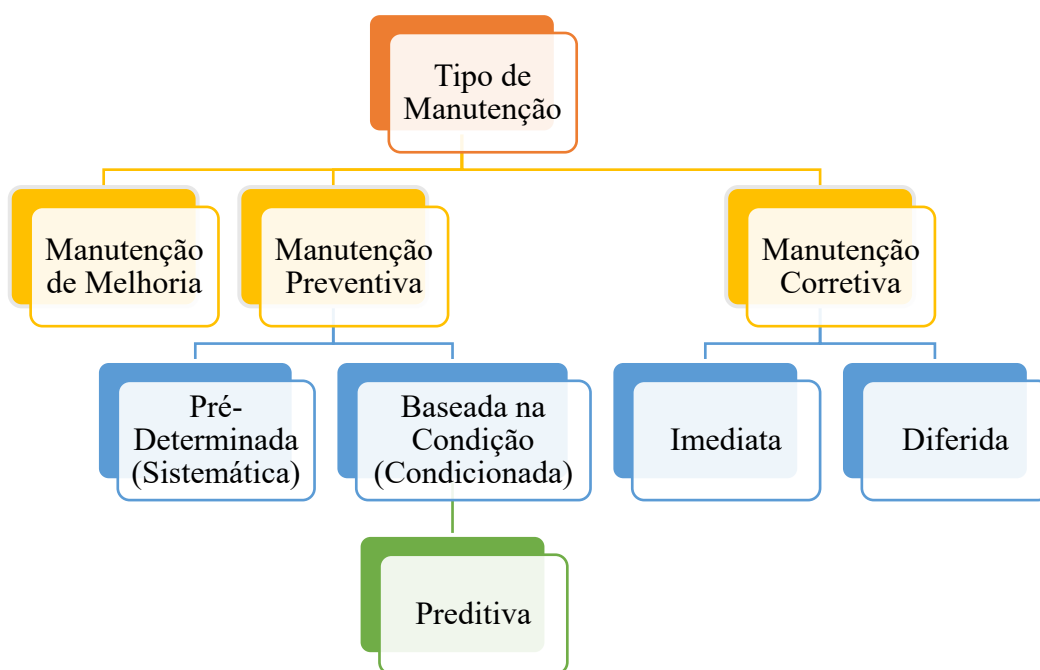 Tipo de
Manutenção
Manutenção
de Melhoria
Manutenção
Preventiva
Manutenção
Corretiva
Pré-
Determinada
(Sistemática)
Baseada na
Condição
(Condicionada)
Imediata
Diferida
Preditiva